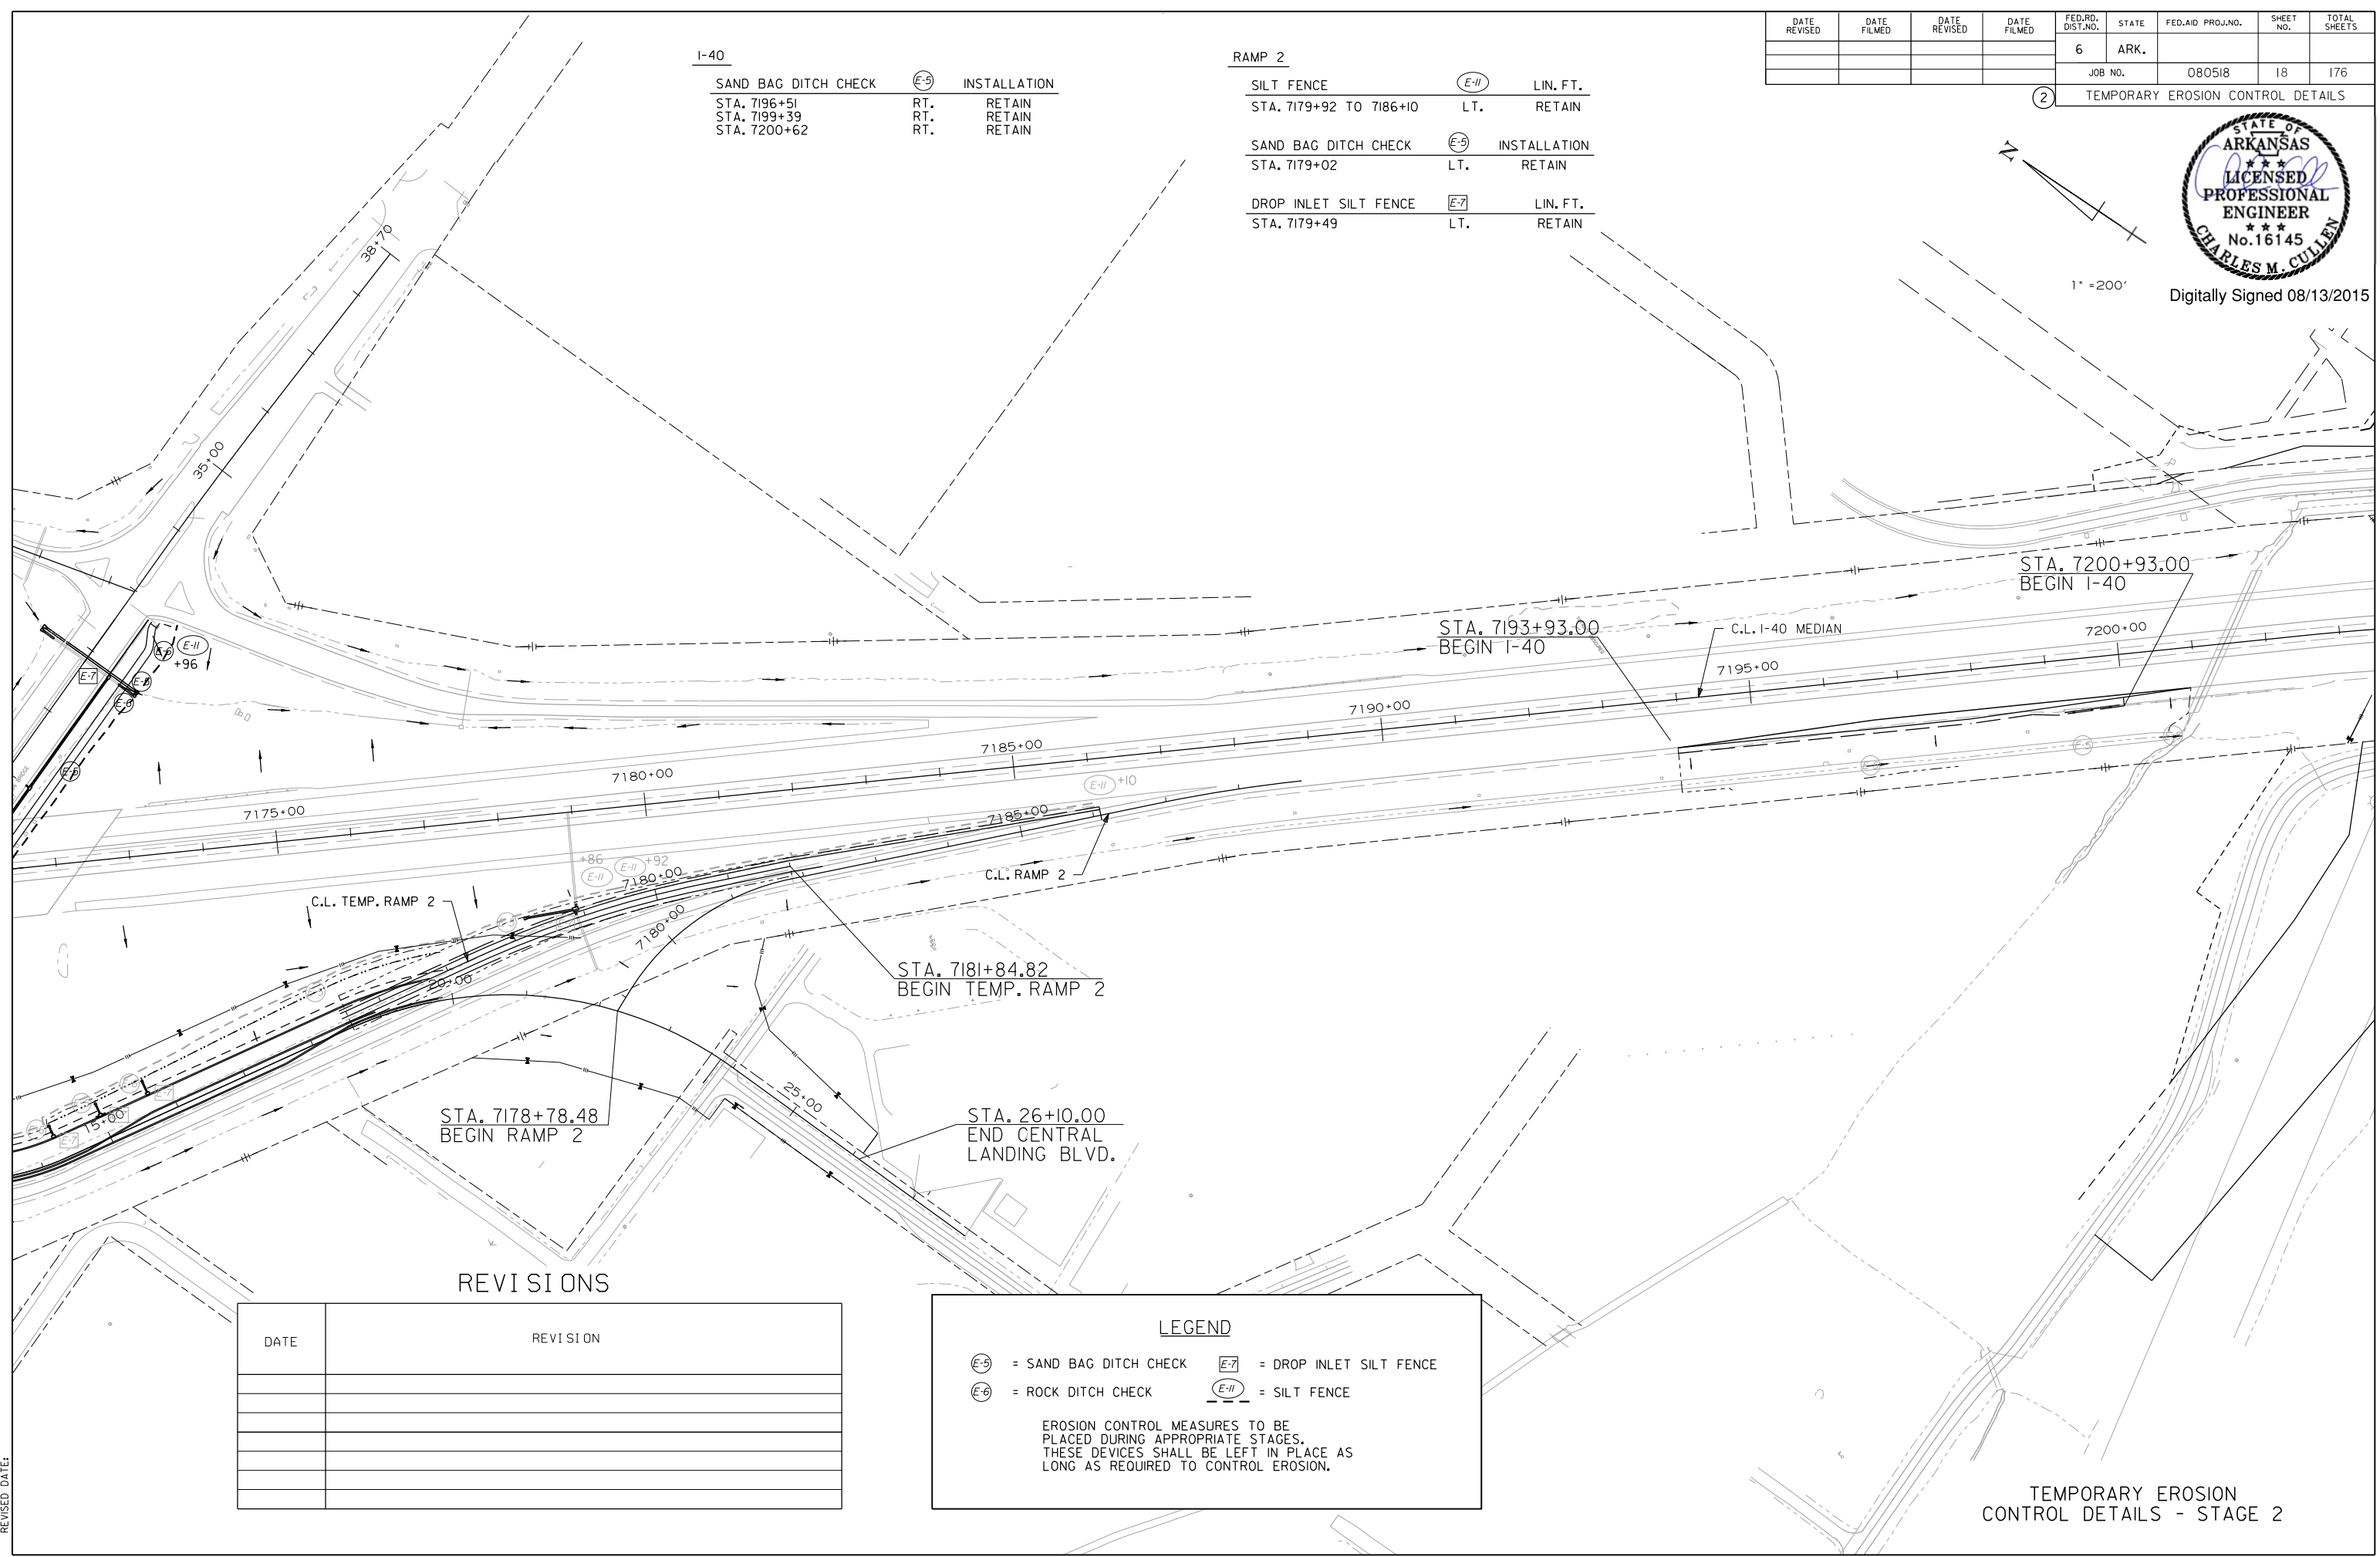 DATE REVISED DATE FILMED DATE REVISED DATE FILMED FED.RD. DIST.NO. STATE FED.AID PROJ.NO. SHEET NO. TOTAL SHEETS
6 ARK.
JOB NO. 080518 18 176
2 TEMPORARY EROSION CONTROL DETAILS
I-40
SAND BAG DITCH CHECK E-5 INSTALLATION
STA. 7196+51 RT. RETAIN
STA. 7199+39 RT. RETAIN
STA. 7200+62 RT. RETAIN
RAMP 2
SILT FENCE E-11 LIN. FT.
STA. 7179+92 TO 7186+10 LT. RETAIN
SAND BAG DITCH CHECK E-5 INSTALLATION
STA. 7179+02 LT. RETAIN
DROP INLET SILT FENCE E-7 LIN. FT.
STA. 7179+49 LT. RETAIN
STATE OF
ARKANSAS
LICENSED
PROFESSIONAL
ENGINEER
No.16145
CHARLES M. CULLEN
Digitally Signed 08/13/2015
N
1" =200'
38+70
35+00
E-11
+96
E-6
E-7
E-6
E-6
E-5
BRIDGE
STA. 7200+93.00
BEGIN I-40
STA. 7193+93.00
BEGIN I-40
C.L. I-40 MEDIAN
7200+00
7195+00
7190+00
7185+00
7180+00
7175+00
E-11 +10
7185+00
E-5
E-5
+86
E-11
E-11 +92
7180+00
C.L. RAMP 2
C.L. TEMP. RAMP 2
7180+00
20+00
STA. 7181+84.82
BEGIN TEMP. RAMP 2
15+00
E-7
E-7
25+00
STA. 7178+78.48
BEGIN RAMP 2
STA. 26+10.00
END CENTRAL
LANDING BLVD.
REVISIONS
DATE REVISION
LEGEND
E-5 = SAND BAG DITCH CHECK E-7 = DROP INLET SILT FENCE
E-6 = ROCK DITCH CHECK E-11 = SILT FENCE
EROSION CONTROL MEASURES TO BE
PLACED DURING APPROPRIATE STAGES.
THESE DEVICES SHALL BE LEFT IN PLACE AS
LONG AS REQUIRED TO CONTROL EROSION.
TEMPORARY EROSION
CONTROL DETAILS - STAGE 2
REVISED DATE: